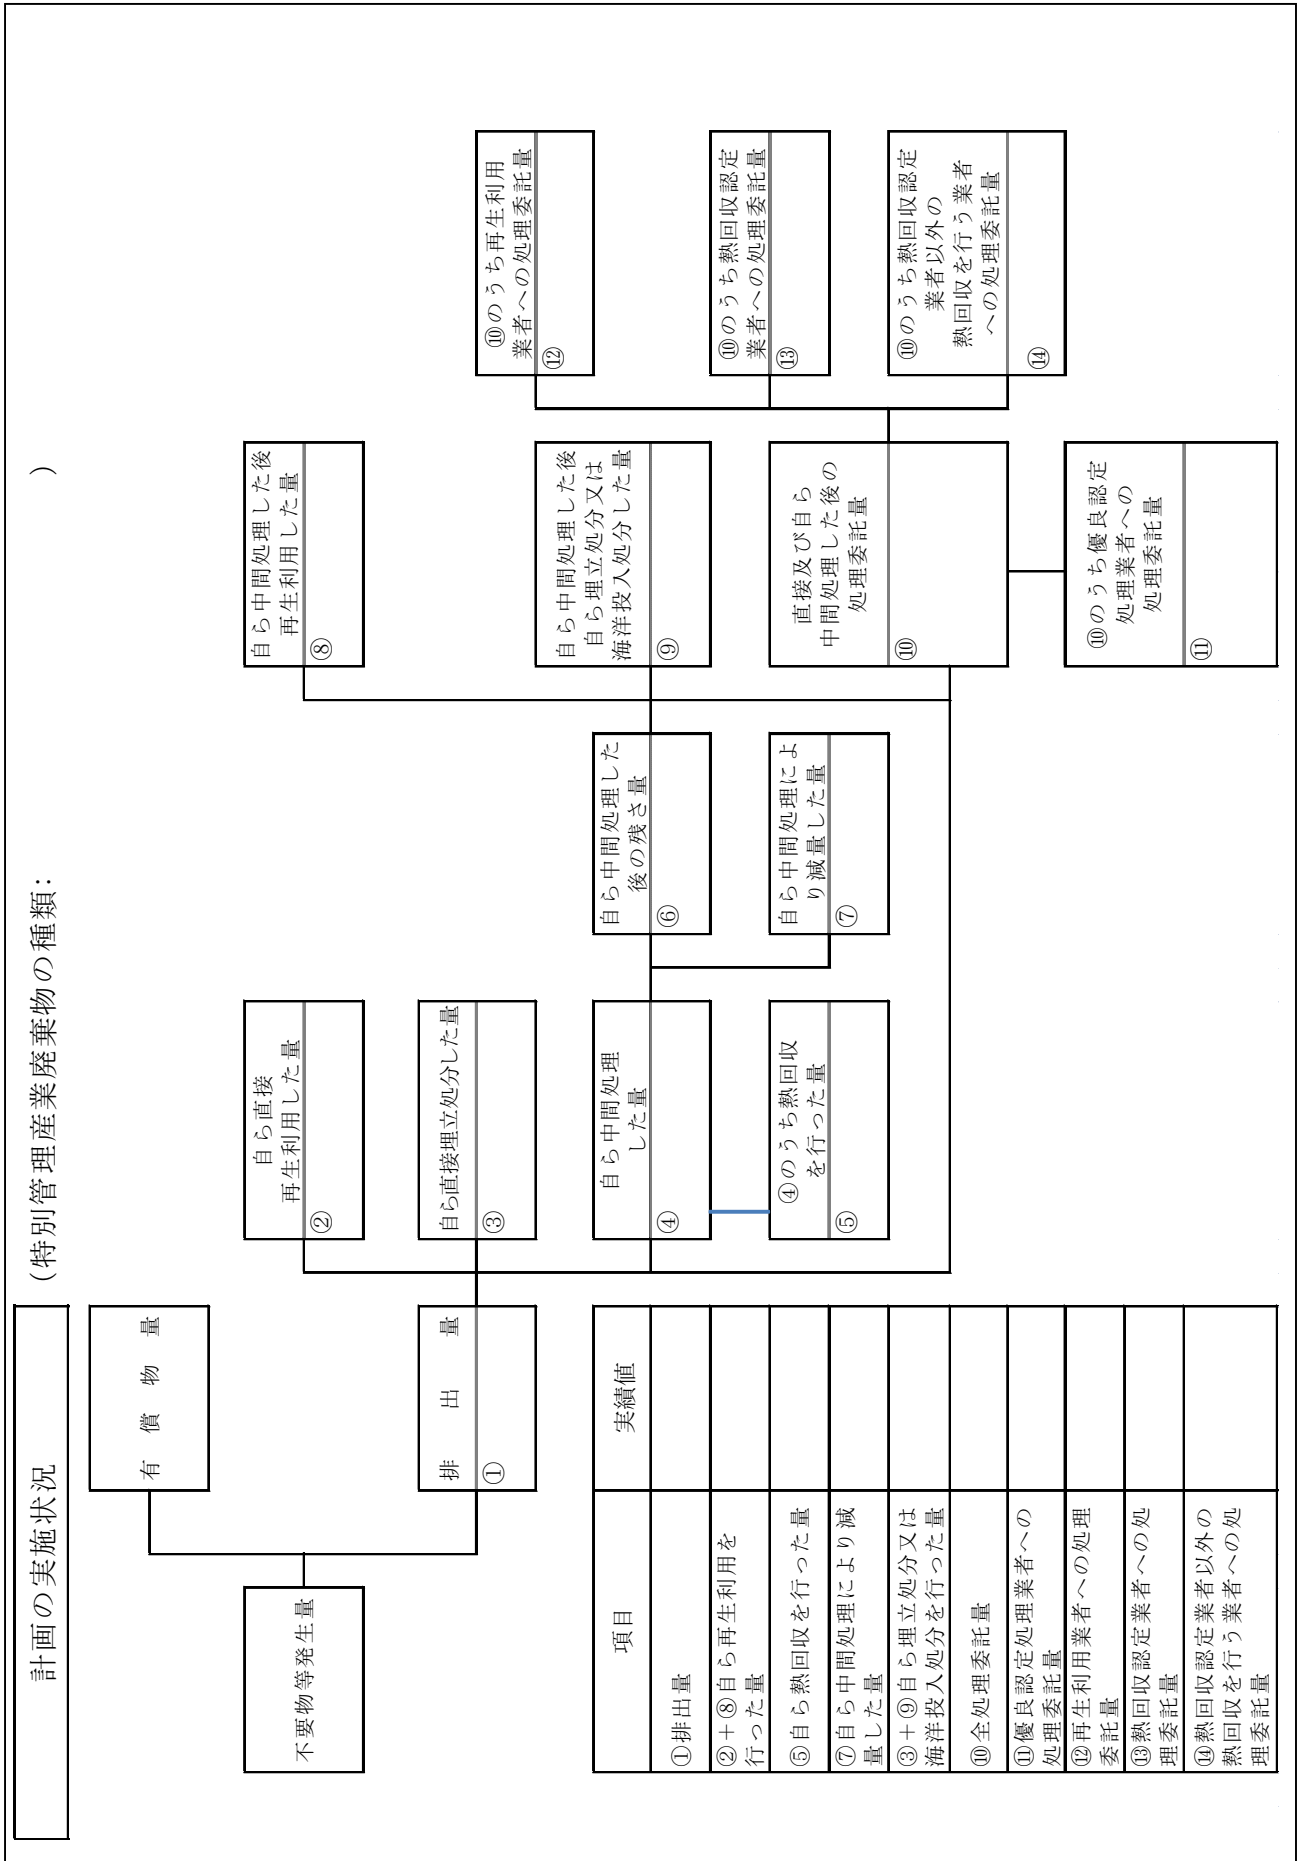 計画の実施状況
(特別管理産業廃棄物の種類：　　　　)
不要物等発生量
有償物量
排出量
①
自ら直接
再生利用した量
②
自ら直接埋立処分した量
③
自ら中間処理
した量
④
④のうち熱回収
を行った量
⑤
自ら中間処理した
後の残さ量
⑥
自ら中間処理によ
り減量した量
⑦
自ら中間処理した後
再生利用した量
⑧
自ら中間処理した後
自ら埋立処分又は
海洋投入処分した量
⑨
直接及び自ら
中間処理した後の
処理委託量
⑩
⑩のうち優良認定
処理業者への
処理委託量
⑪
⑩のうち再生利用
業者への処理委託量
⑫
⑩のうち熱回収認定
業者への処理委託量
⑬
⑩のうち熱回収認定
業者以外の
熱回収を行う業者
への処理委託量
⑭
項目
実績値
①排出量
②＋⑧自ら再生利用を
行った量
⑤自ら熱回収を行った量
⑦自ら中間処理により減
量した量
③＋⑨自ら埋立処分又は
海洋投入処分を行った量
⑩全処理委託量
⑪優良認定処理業者への
処理委託量
⑫再生利用業者への処理
委託量
⑬熱回収認定業者への処
理委託量
⑭熱回収認定業者以外の
熱回収を行う業者への処
理委託量